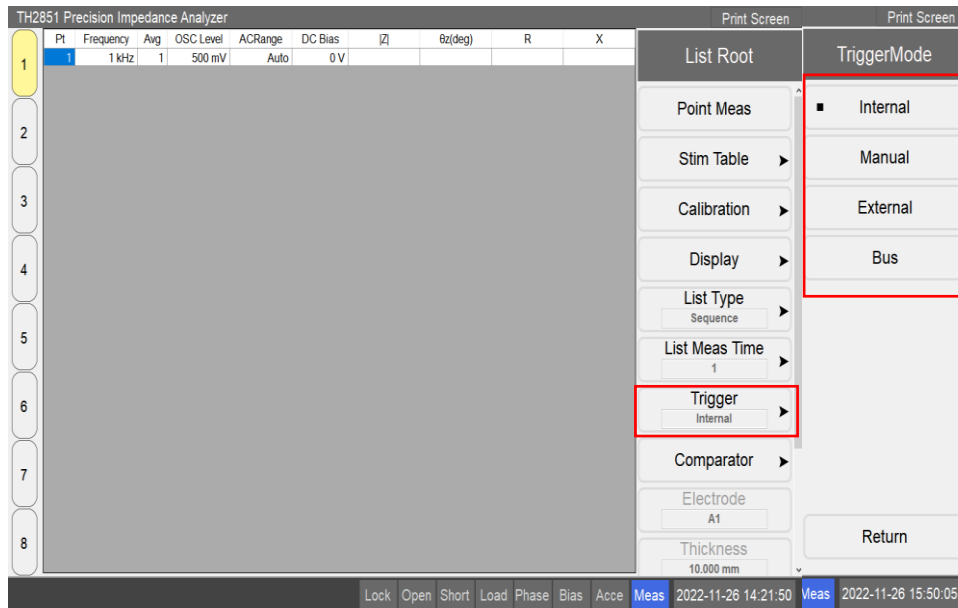 TH2851 Precision Impedance Analyzer
Print Screen
Print Screen
Pt Frequency Avg OSC Level ACRange DC Bias |Z| θz(deg) R X
1 1 kHz 1 500 mV Auto 0 V
1
2
3
4
5
6
7
8
List Root
Point Meas
Stim Table
Calibration
Display
List Type
Sequence
List Meas Time
1
Trigger
Internal
Comparator
Electrode
A1
Thickness
10.000 mm
TriggerMode
Internal
Manual
External
Bus
Return
Lock Open Short Load Phase Bias Acce Meas 2022-11-26 14:21:50
Meas 2022-11-26 15:50:05